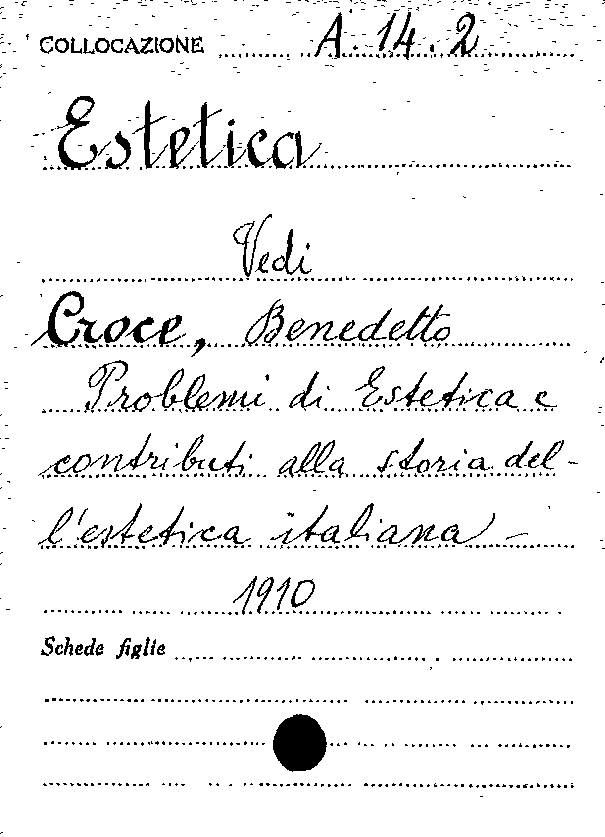 COLLOCAZIONE A. 14. 2
Estetica
Vedi
Croce, Benedetto
Problemi di Estetica e
contributi alla storia del-
l'estetica italiana -
1910
Schede figlie